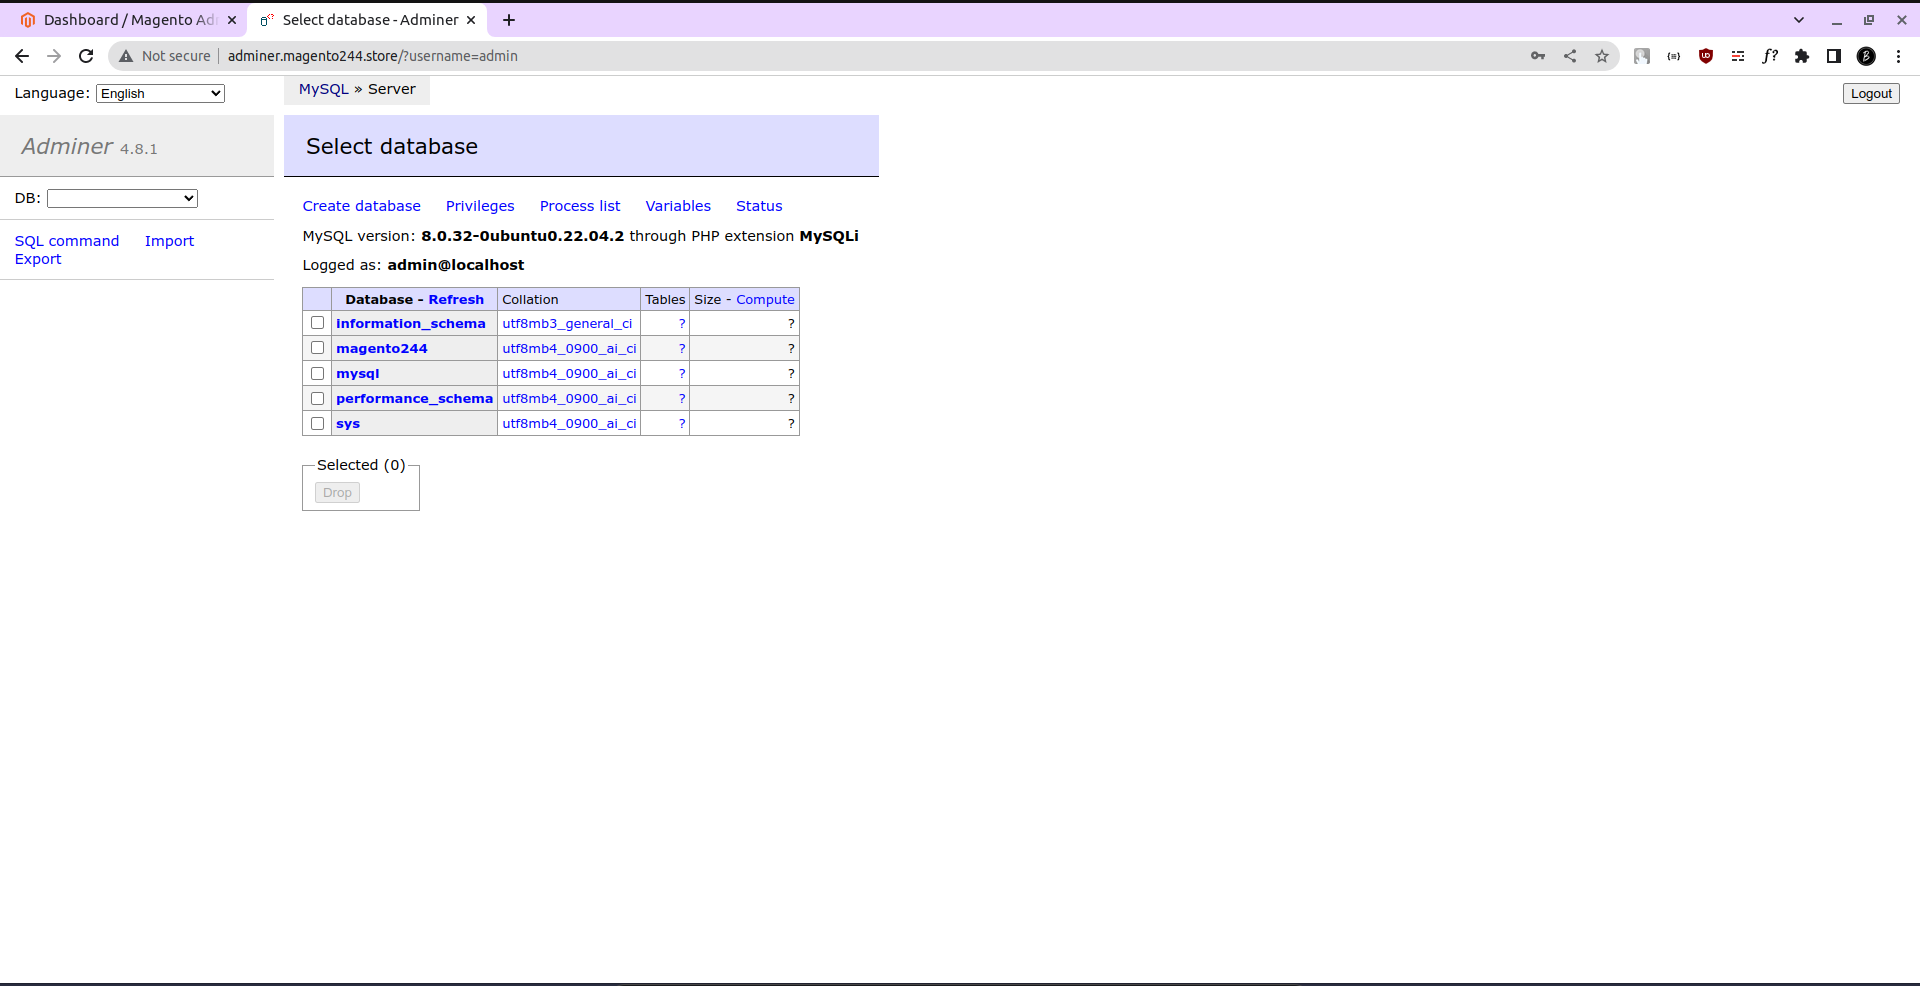 Dashboard / Magento Ad
Select database - Adminer
Not secure
adminer.magento244.store/?username=admin
Language: English
MySQL » Server
Logout
Adminer 4.8.1
Select database
DB:
SQL command Import
Export
Create database Privileges Process list Variables Status
MySQL version: 8.0.32-0ubuntu0.22.04.2 through PHP extension MySQLi
Logged as: admin@localhost
Database - Refresh Collation Tables Size - Compute
information_schema utf8mb3_general_ci ? ?
magento244 utf8mb4_0900_ai_ci ? ?
mysql utf8mb4_0900_ai_ci ? ?
performance_schema utf8mb4_0900_ai_ci ? ?
sys utf8mb4_0900_ai_ci ? ?
Selected (0)
Drop